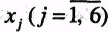 x_j (j = \overline{1, 6})